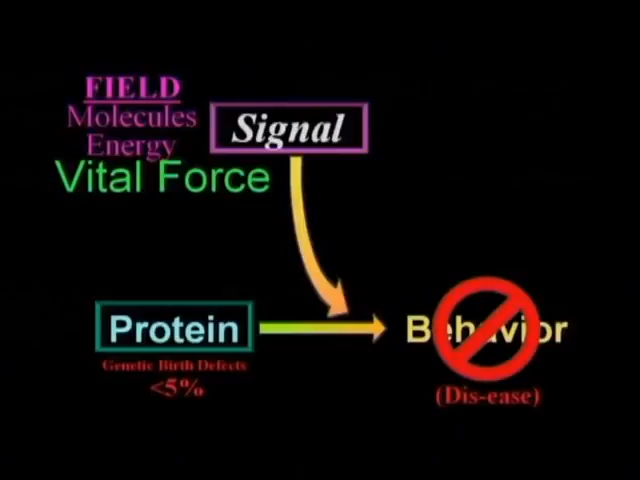 FIELD
Molecules
Energy
Signal
Vital Force
Protein
Behavior
Genetic Birth Defects
<5%
(Dis-ease)